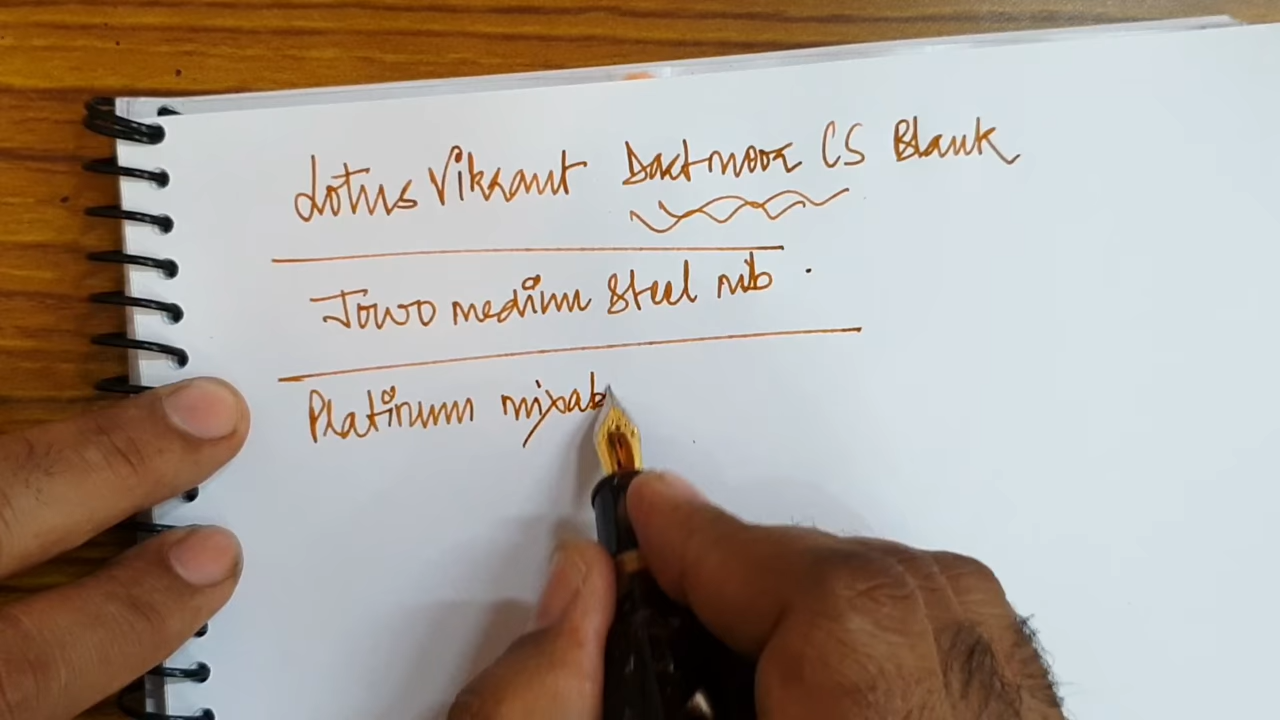 Lotus Vikrant Dartmoor CS Blank
Jowo medium steel nib .
Platinum mixab